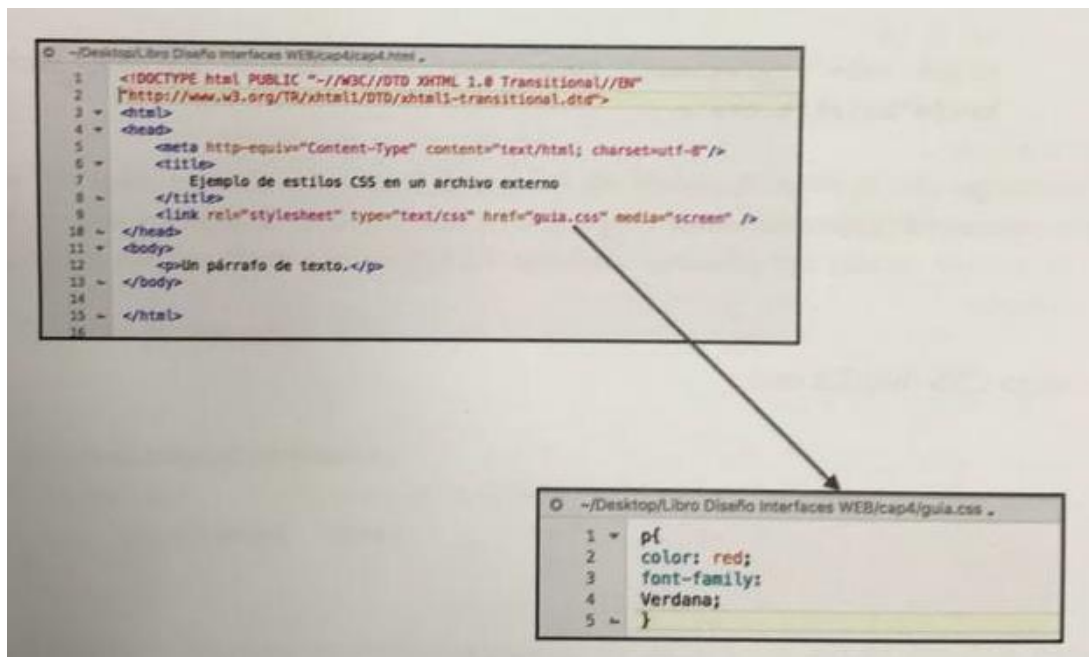 ~/Desktop/Libro Diseño Interfaces WEB/cap4/cap4.html
1 <!DOCTYPE html PUBLIC "-//W3C//DTD XHTML 1.0 Transitional//EN"
2 "http://www.w3.org/TR/xhtml1/DTD/xhtml1-transitional.dtd">
3 <html>
4 <head>
5 <meta http-equiv="Content-Type" content="text/html; charset=utf-8"/>
6 <title>
7 Ejemplo de estilos CSS en un archivo externo
8 </title>
9 <link rel="stylesheet" type="text/css" href="guia.css" media="screen" />
10 </head>
11 <body>
12 <p>Un párrafo de texto.</p>
13 </body>
14
15 </html>
16
~/Desktop/Libro Diseño Interfaces WEB/cap4/guia.css
1 p{
2 color: red;
3 font-family:
4 Verdana;
5 }